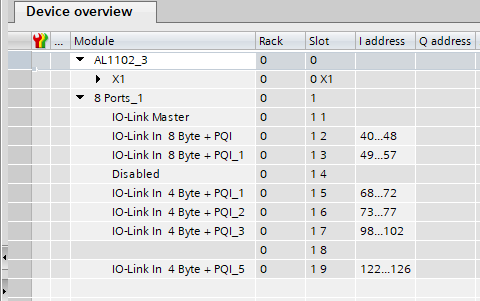 Device overview
... Module Rack Slot I address Q address
AL1102_3 0 0
X1 0 0 X1
8 Ports_1 0 1
IO-Link Master 0 1 1
IO-Link In 8 Byte + PQI 0 1 2 40...48
IO-Link In 8 Byte + PQI_1 0 1 3 49...57
Disabled 0 1 4
IO-Link In 4 Byte + PQI_1 0 1 5 68...72
IO-Link In 4 Byte + PQI_2 0 1 6 73...77
IO-Link In 4 Byte + PQI_3 0 1 7 98...102
0 1 8
IO-Link In 4 Byte + PQI_5 0 1 9 122...126